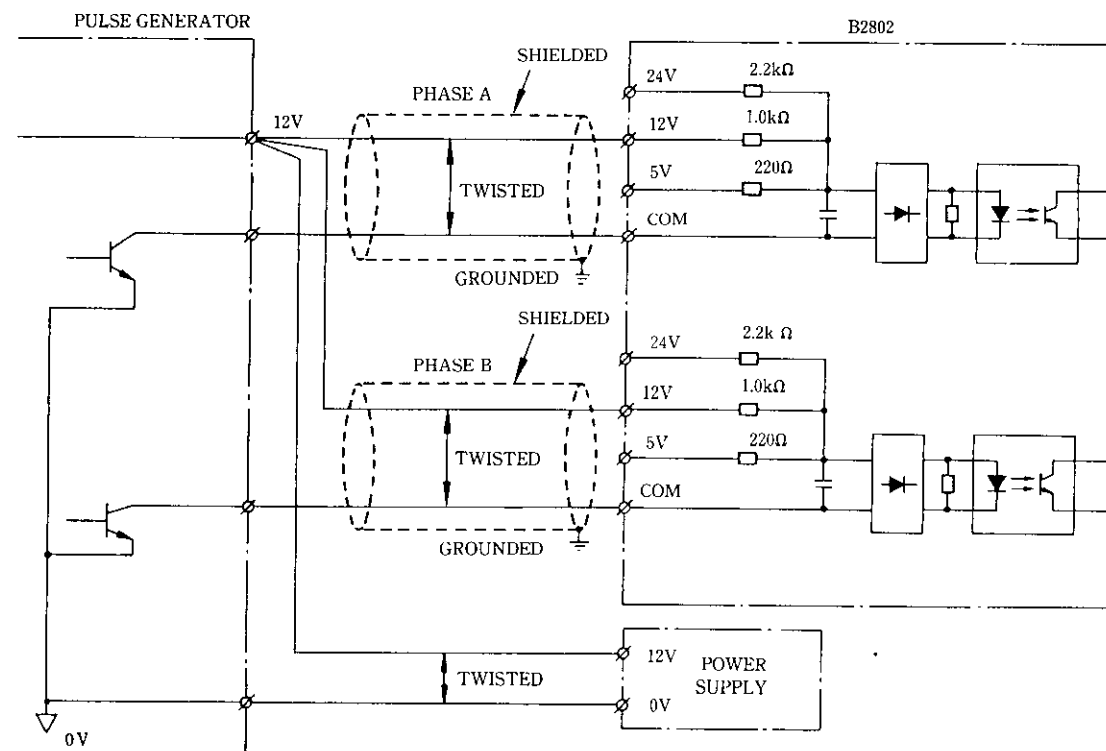 PULSE GENERATOR
B2802
SHIELDED
24V
2.2kΩ
PHASE A
12V
12V
1.0kΩ
5V
220Ω
TWISTED
COM
GROUNDED
SHIELDED
24V
2.2k Ω
PHASE B
12V
1.0kΩ
5V
220Ω
TWISTED
COM
GROUNDED
12V
POWER
SUPPLY
TWISTED
0V
0V